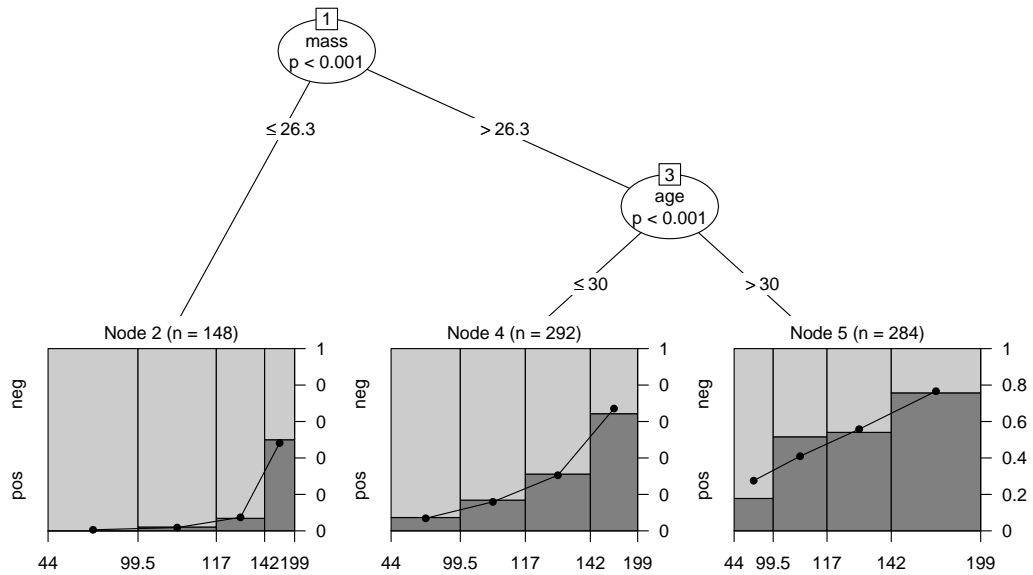 1
mass
p < 0.001
≤ 26.3
> 26.3
3
age
p < 0.001
≤ 30
> 30
Node 2 (n = 148)
neg
pos
1
0
0
0
0
0
44 99.5 117 142 199
Node 4 (n = 292)
neg
pos
1
0
0
0
0
0
44 99.5 117 142 199
Node 5 (n = 284)
neg
pos
1
0.8
0.6
0.4
0.2
0
44 99.5 117 142 199